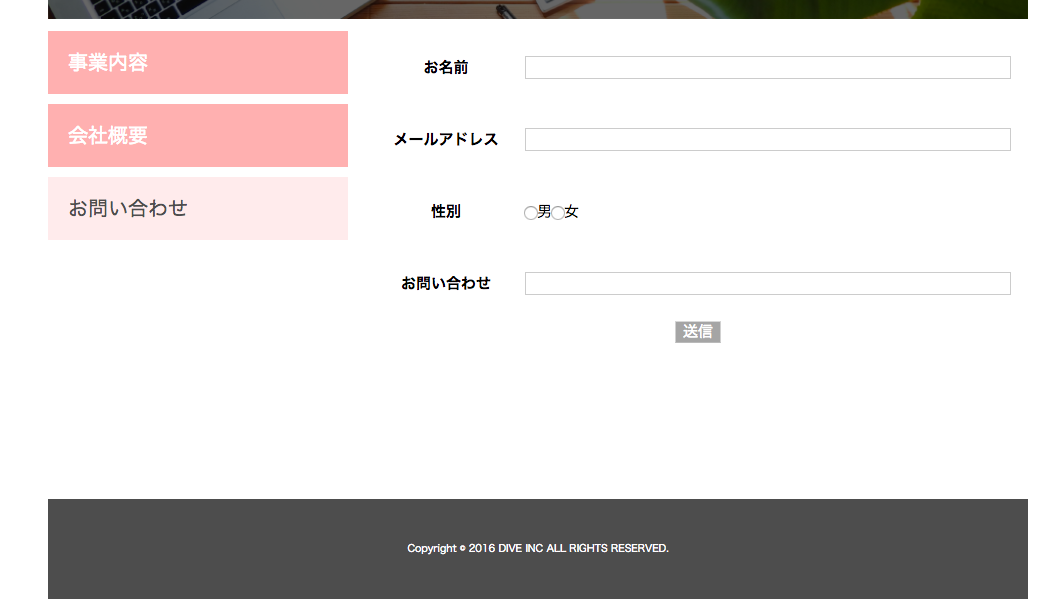 事業内容
会社概要
お問い合わせ
お名前
メールアドレス
性別
男 女
お問い合わせ
送信
Copyright © 2016 DIVE INC ALL RIGHTS RESERVED.